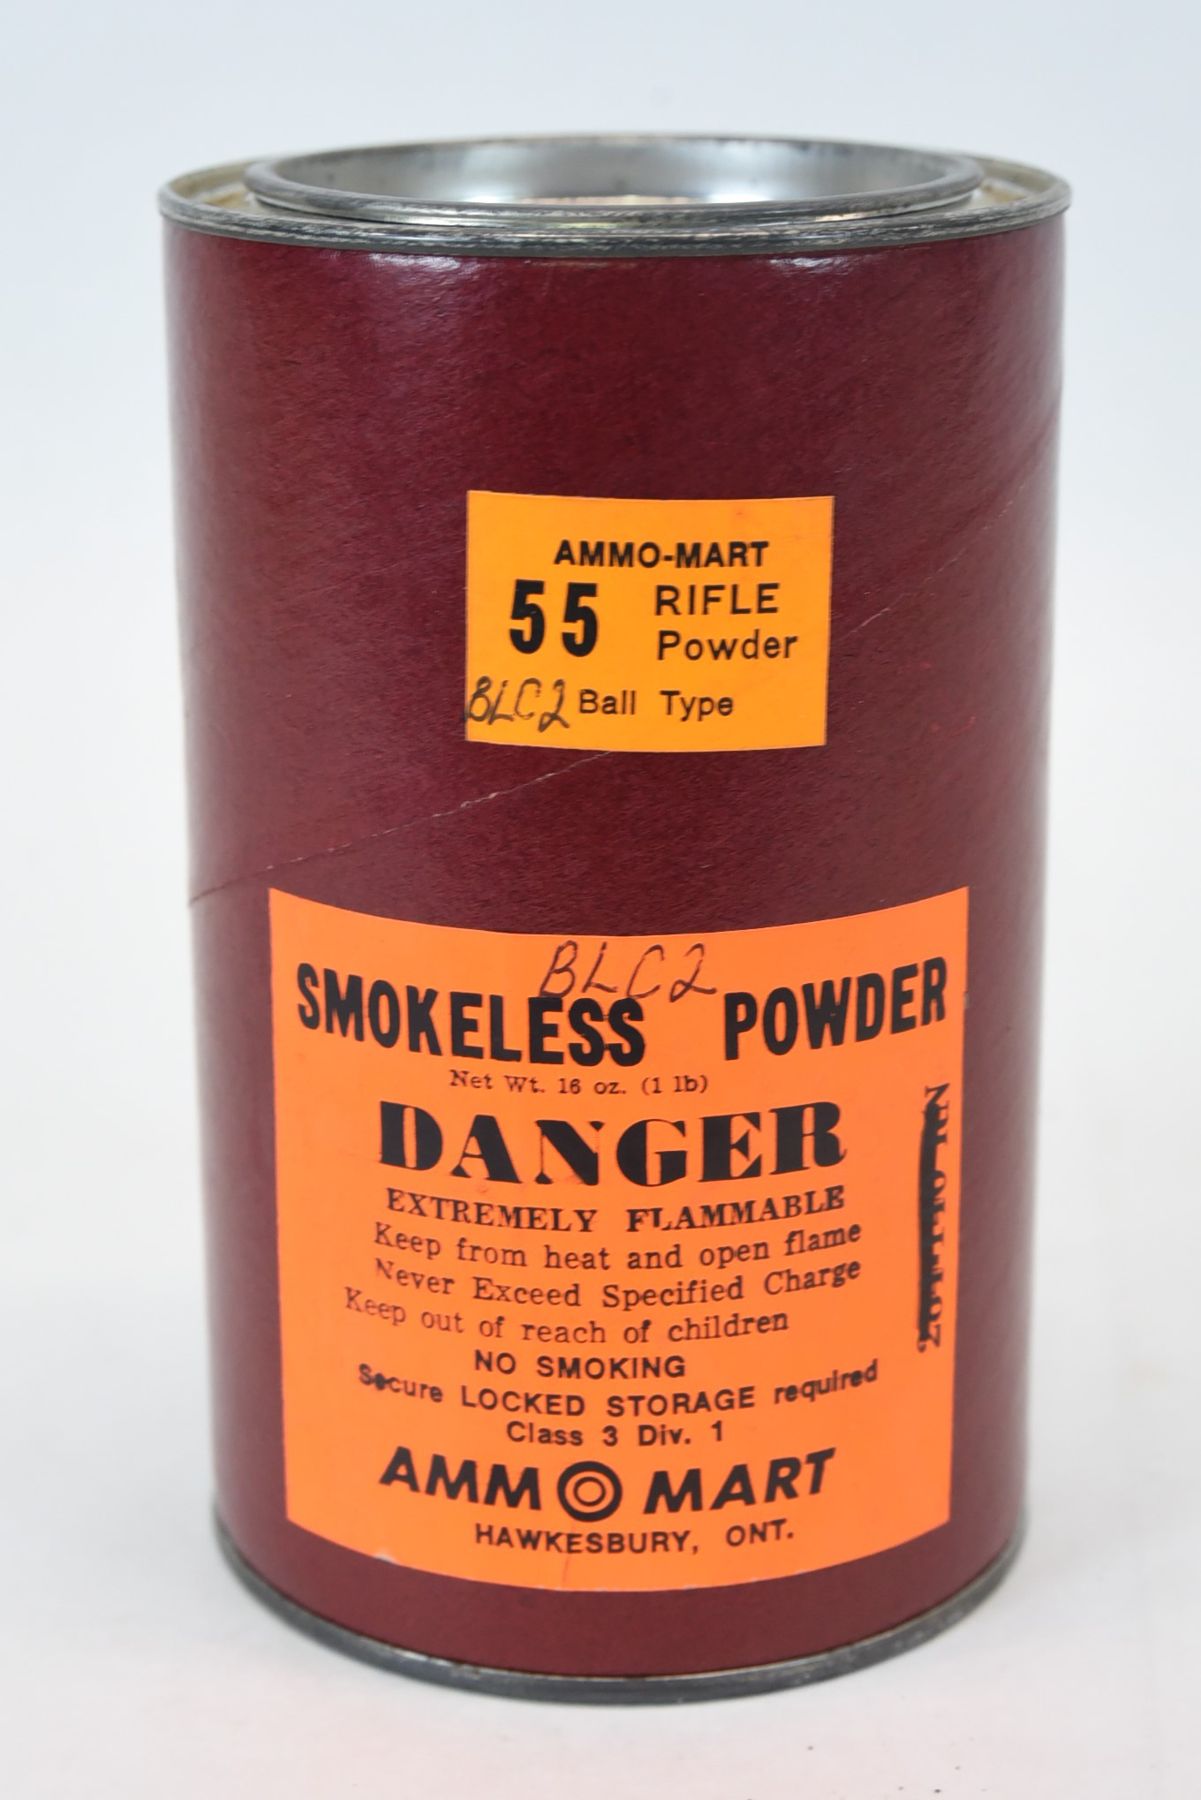 AMMO-MART
55 RIFLE
Powder
BLC2 Ball Type
BLC2
SMOKELESS POWDER
Net Wt. 16 oz. (1 lb)
DANGER
EXTREMELY FLAMMABLE
Keep from heat and open flame
Never Exceed Specified Charge
Keep out of reach of children
NO SMOKING
Secure LOCKED STORAGE required
Class 3 Div. 1
AMMO MART
HAWKESBURY, ONT.